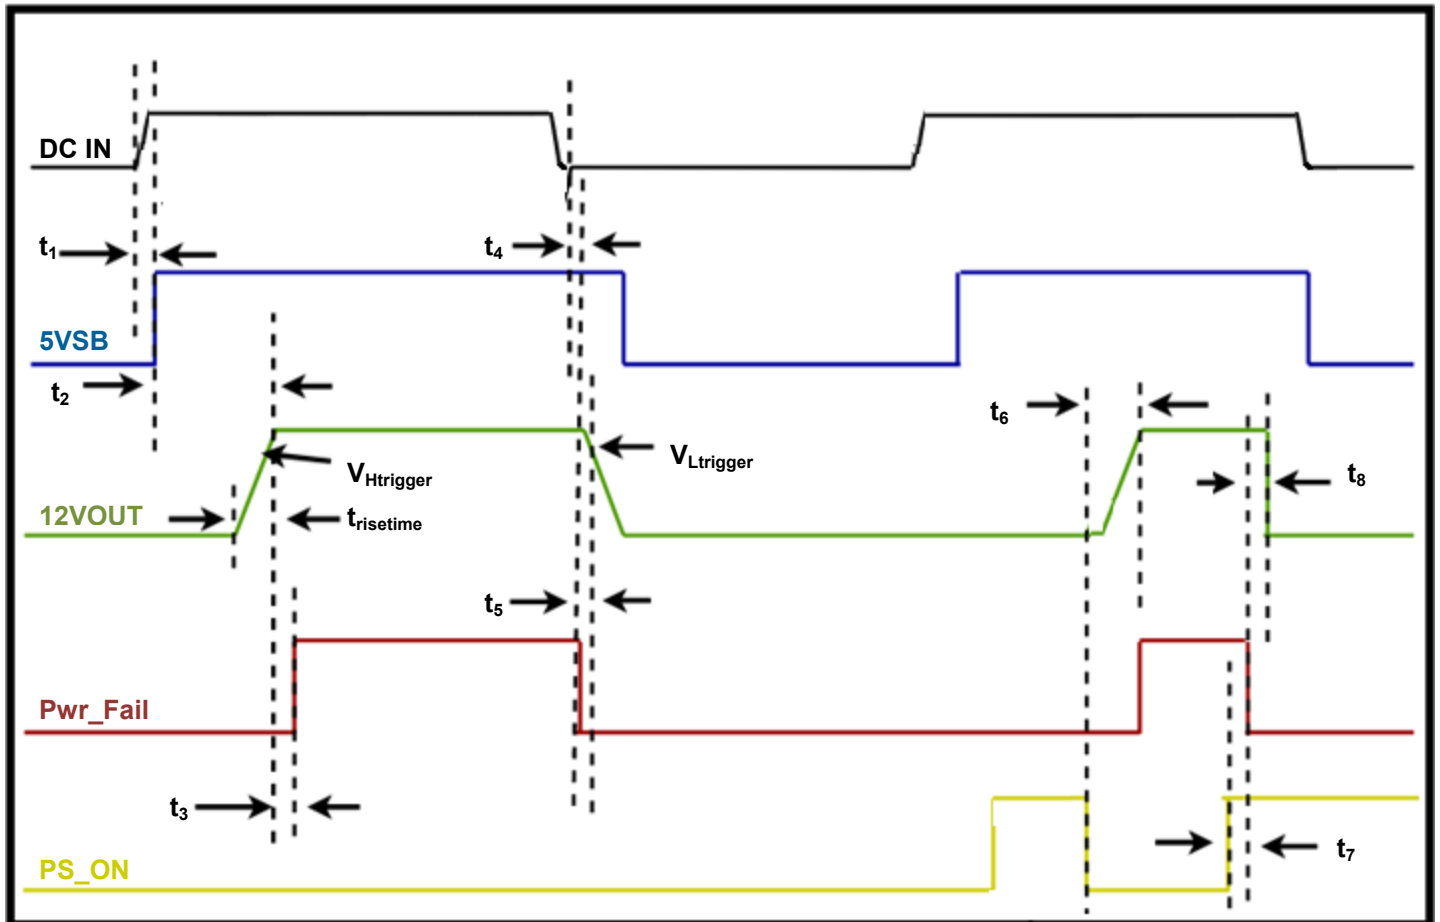 DC IN
t1
t4
5VSB
t2
t6
VHtrigger
VLtrigger
t8
12VOUT
trisetime
t5
Pwr_Fail
t3
t7
PS_ON